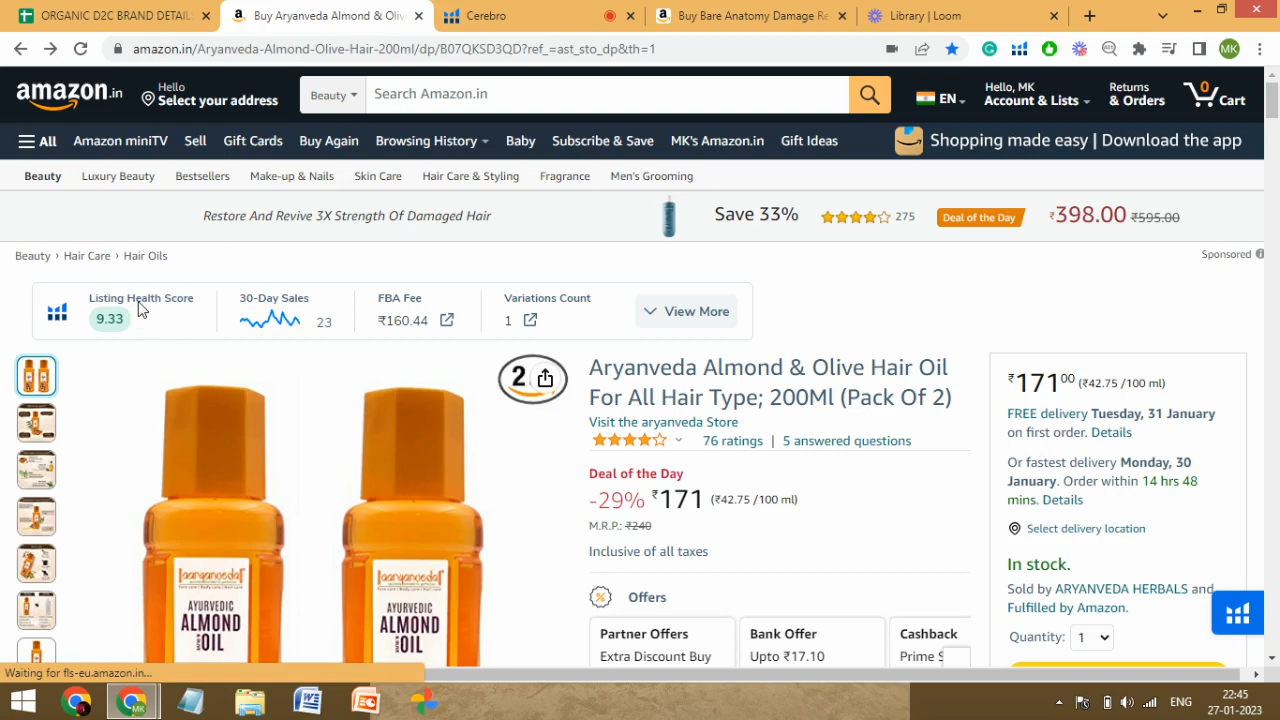 ORGANIC D2C BRAND DETAIL
Buy Aryanveda Almond & Oliv
Cerebro
Buy Bare Anatomy Damage Re
Library | Loom
amazon.in/Aryanveda-Almond-Olive-Hair-200ml/dp/B07QKSD3QD?ref_=ast_sto_dp&th=1
MK
amazon.in
Hello
Select your address
Beauty
Search Amazon.in
EN
Hello, MK
Account & Lists
Returns
& Orders
0
Cart
All
Amazon miniTV
Sell
Gift Cards
Buy Again
Browsing History
Baby
Subscribe & Save
MK's Amazon.in
Gift Ideas
Shopping made easy | Download the app
Beauty
Luxury Beauty
Bestsellers
Make-up & Nails
Skin Care
Hair Care & Styling
Fragrance
Men's Grooming
Restore And Revive 3X Strength Of Damaged Hair
Save 33%
275
Deal of the Day
₹398.00 ₹595.00
Beauty › Hair Care › Hair Oils
Sponsored
Listing Health Score
9.33
30-Day Sales
23
FBA Fee
₹160.44
Variations Count
1
View More
2
Aryanveda Almond & Olive Hair Oil
For All Hair Type; 200Ml (Pack Of 2)
Visit the aryanveda Store
76 ratings | 5 answered questions
Deal of the Day
-29% ₹171 (₹42.75 /100 ml)
M.R.P.: ₹240
Inclusive of all taxes
Offers
Partner Offers
Extra Discount Buy
Bank Offer
Upto ₹17.10
Cashback
Prime S
₹171⁰⁰ (₹42.75 /100 ml)
FREE delivery Tuesday, 31 January
on first order. Details
Or fastest delivery Monday, 30
January. Order within 14 hrs 48
mins. Details
Select delivery location
In stock.
Sold by ARYANVEDA HERBALS and
Fulfilled by Amazon.
Quantity: 1
AYURVEDIC
ALMOND
OIL
AYURVEDIC
ALMOND
OIL
Waiting for fls-eu.amazon.in...
ENG
22:45
27-01-2023